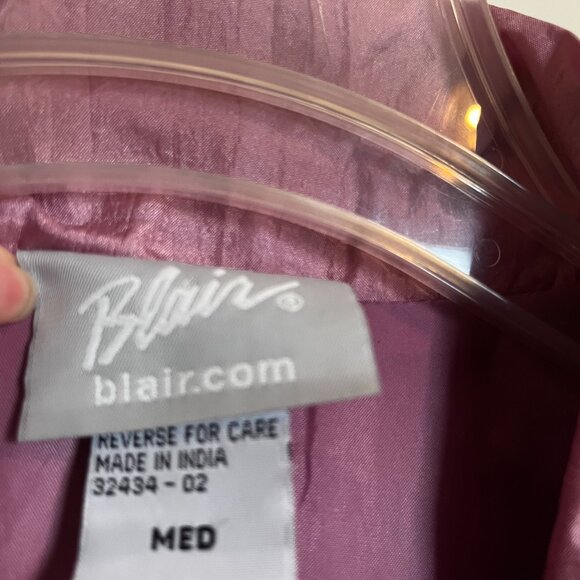 Blair®
blair.com
REVERSE FOR CARE
MADE IN INDIA
32434-02
MED